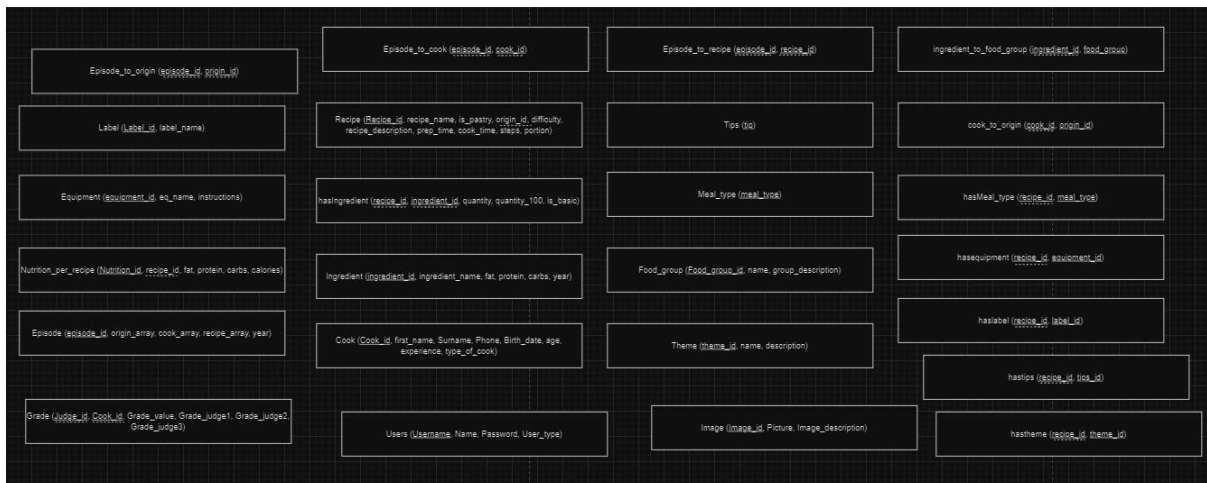 Episode_to_cook (episode_id, cook_id)
Episode_to_recipe (episode_id, recipe_id)
ingredient_to_food_group (ingredient_id, food_group)
Episode_to_origin (episode_id, origin_id)
Label (Label_id, label_name)
Recipe (Recipe_id, recipe_name, is_pastry, origin_id, difficulty,
recipe_description, prep_time, cook_time, steps, portion)
Tips (tip)
cook_to_origin (cook_id, origin_id)
Equipment (equipment_id, eq_name, instructions)
hasIngredient (recipe_id, ingredient_id, quantity, quantity_100, is_basic)
Meal_type (meal_type)
hasMeal_type (recipe_id, meal_type)
Nutrition_per_recipe (Nutrition_id, recipe_id, fat, protein, carbs, calories)
Ingredient (ingredient_id, ingredient_name, fat, protein, carbs, year)
Food_group (Food_group_id, name, group_description)
hasequipment (recipe_id, equipment_id)
Episode (episode_id, origin_array, cook_array, recipe_array, year)
Cook (Cook_id, first_name, Surname, Phone, Birth_date, age,
experience, type_of_cook)
Theme (theme_id, name, description)
haslabel (recipe_id, label_id)
hastips (recipe_id, tips_id)
Grade (Judge_id, Cook_id, Grade_value, Grade_judge1, Grade_judge2,
Grade_judge3)
Users (Username, Name, Password, User_type)
Image (Image_id, Picture, Image_description)
hastheme (recipe_id, theme_id)